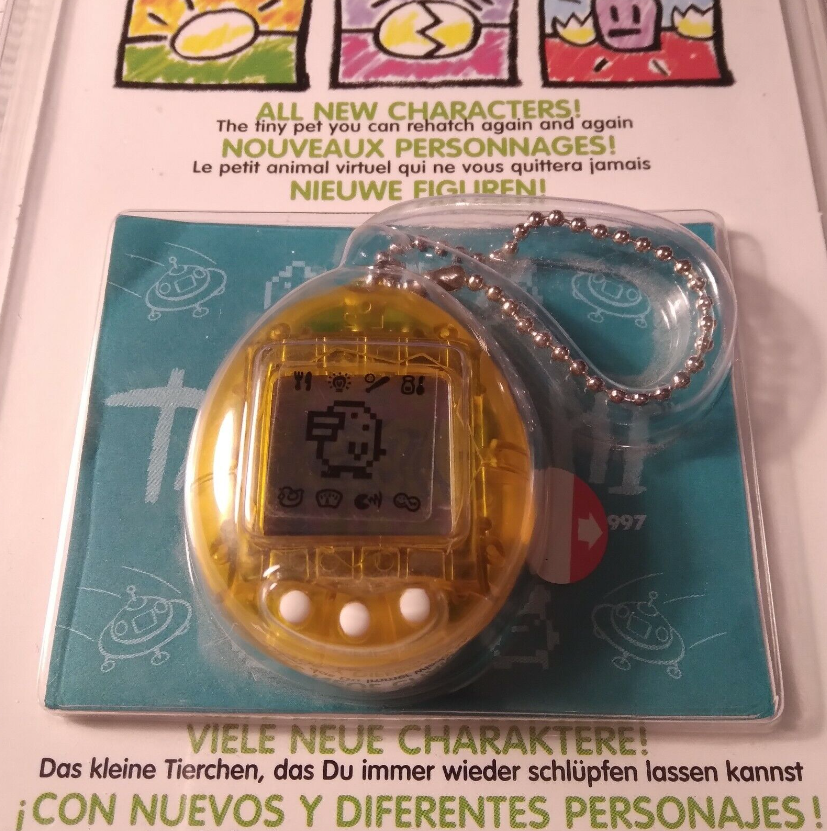 ALL NEW CHARACTERS!
The tiny pet you can rehatch again and again
NOUVEAUX PERSONNAGES!
Le petit animal virtuel qui ne vous quittera jamais
NIEUWE FIGUREN!
997
VIELE NEUE CHARAKTERE!
Das kleine Tierchen, das Du immer wieder schlüpfen lassen kannst
¡CON NUEVOS Y DIFERENTES PERSONAJES!